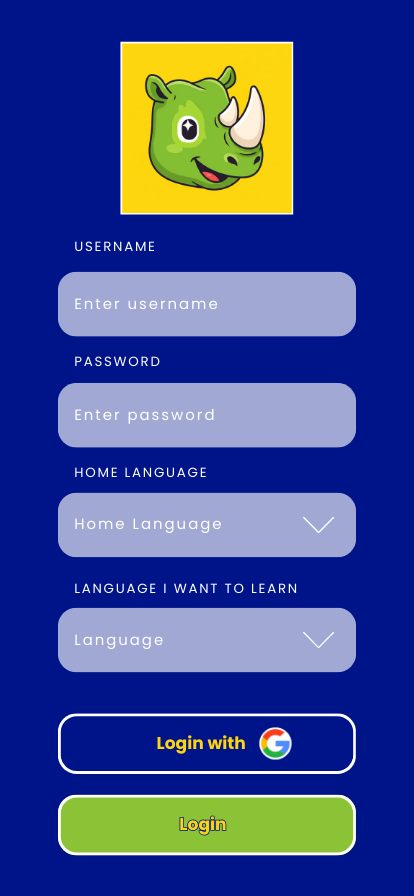 USERNAME
Enter username
PASSWORD
Enter password
HOME LANGUAGE
Home Language
LANGUAGE I WANT TO LEARN
Language
Login with
Login